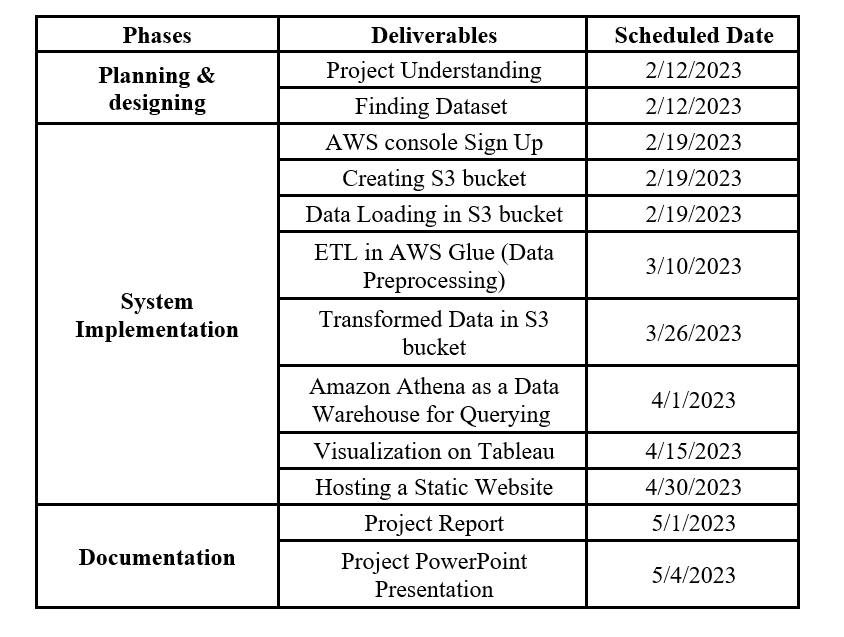 Phases Deliverables Scheduled Date
Planning &
designing
Project Understanding 2/12/2023
Finding Dataset 2/12/2023
System
Implementation
AWS console Sign Up 2/19/2023
Creating S3 bucket 2/19/2023
Data Loading in S3 bucket 2/19/2023
ETL in AWS Glue (Data
Preprocessing)
3/10/2023
Transformed Data in S3
bucket
3/26/2023
Amazon Athena as a Data
Warehouse for Querying
4/1/2023
Visualization on Tableau 4/15/2023
Hosting a Static Website 4/30/2023
Documentation
Project Report 5/1/2023
Project PowerPoint
Presentation
5/4/2023